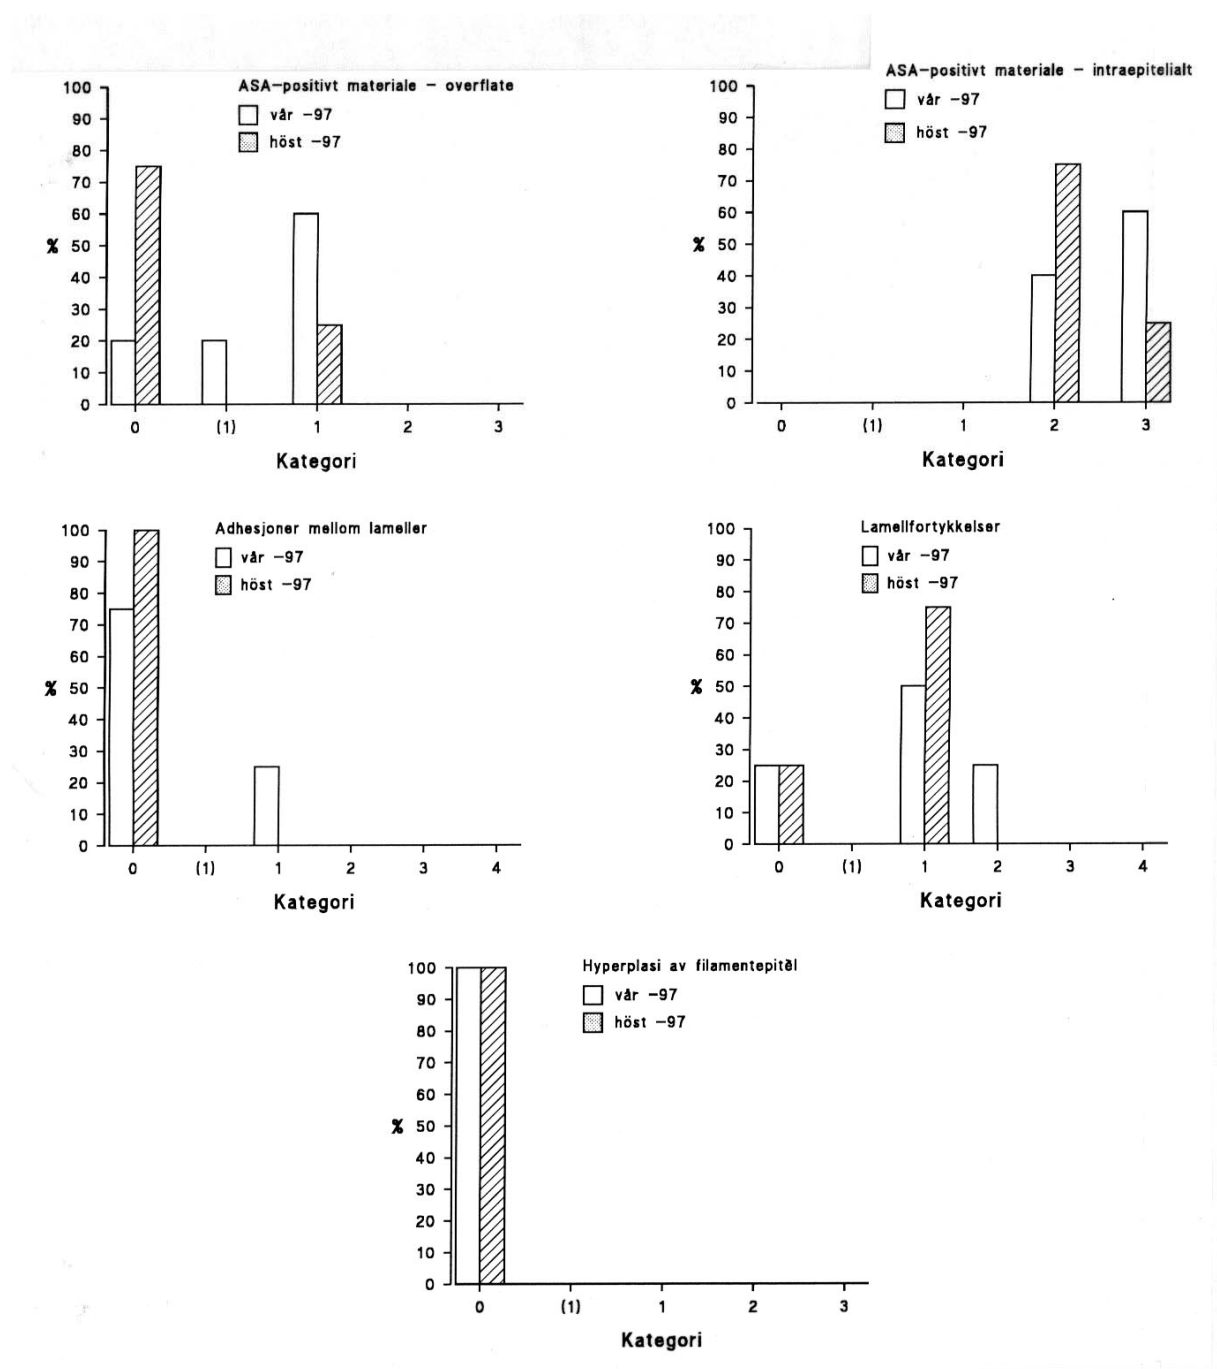 ASA-positivt materiale - overflate
vår -97
höst -97
100
90
80
70
60
% 50
40
30
20
10
0
0 (1) 1 2 3
Kategori
ASA-positivt materiale - intraepitelialt
vår -97
höst -97
100
90
80
70
60
% 50
40
30
20
10
0
0 (1) 1 2 3
Kategori
Adhesjoner mellom lameller
vår -97
höst -97
100
90
80
70
60
% 50
40
30
20
10
0
0 (1) 1 2 3 4
Kategori
Lamellfortykkelser
vår -97
höst -97
100
90
80
70
60
% 50
40
30
20
10
0
0 (1) 1 2 3 4
Kategori
Hyperplasi av filamentepitèl
vår -97
höst -97
100
90
80
70
60
% 50
40
30
20
10
0
0 (1) 1 2 3
Kategori